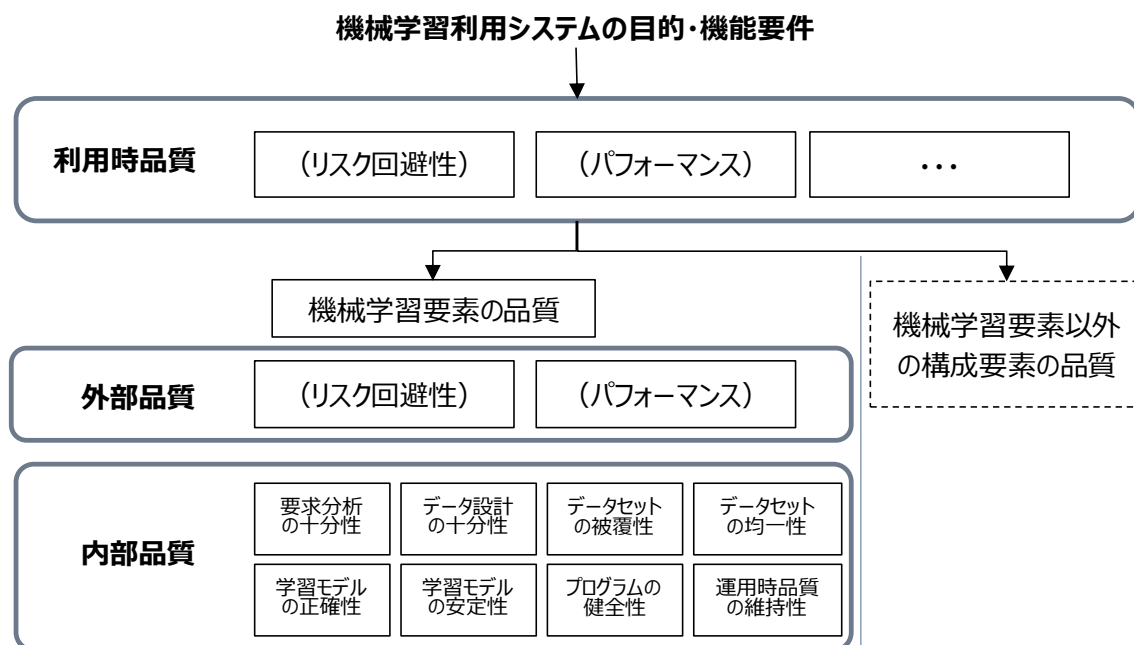 機械学習利用システムの目的・機能要件
利用時品質
（リスク回避性）
（パフォーマンス）
・・・
機械学習要素の品質
機械学習要素以外
の構成要素の品質
外部品質
（リスク回避性）
（パフォーマンス）
内部品質
要求分析
の十分性
データ設計
の十分性
データセット
の被覆性
データセット
の均一性
学習モデル
の正確性
学習モデル
の安定性
プログラムの
健全性
運用時品質
の維持性